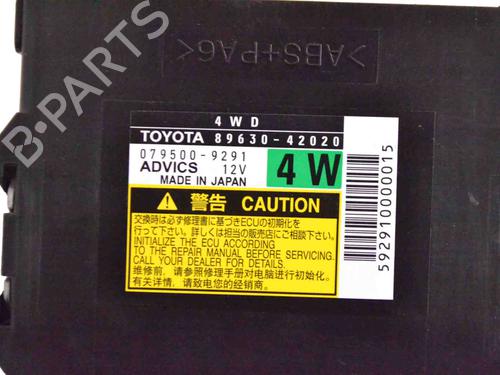 >ABS+PA6<
B-PARTS
4WD
TOYOTA 89630-42020
079500-9291
ADVICS 12V
MADE IN JAPAN
4W
592910000015
警告 CAUTION
交換時は必ず修理書に基づきECUの初期化を
行って下さい。詳しくは担当の販売店にご相談下さい。
INITIALIZE THE ECU ACCORDING
TO THE REPAIR MANUAL BEFORE SERVICING.
CALL YOUR DEALER FOR DETAILS.
维修前,请参照修理手册对电脑进行初始化。
有关详情,请致电您的经销商。